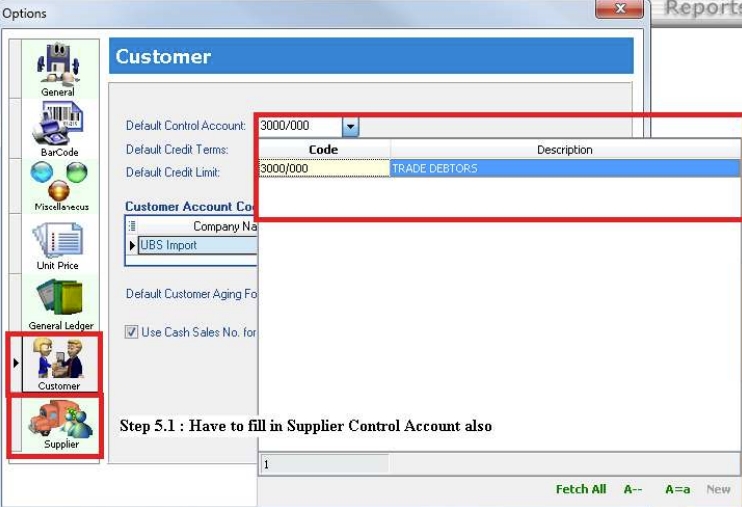 Options
x
Reports
Customer
General
BarCode
Miscellaneous
Unit Price
General Ledger
Customer
Supplier
Default Control Account:
3000/000
Default Credit Terms:
Default Credit Limit:
Code
Description
3000/000
TRADE DEBTORS
Customer Account Co
Company Na
UBS Import
Default Customer Aging Fo
Use Cash Sales No. for
Step 5.1 : Have to fill in Supplier Control Account also
1
Fetch All
A--
A=a
New